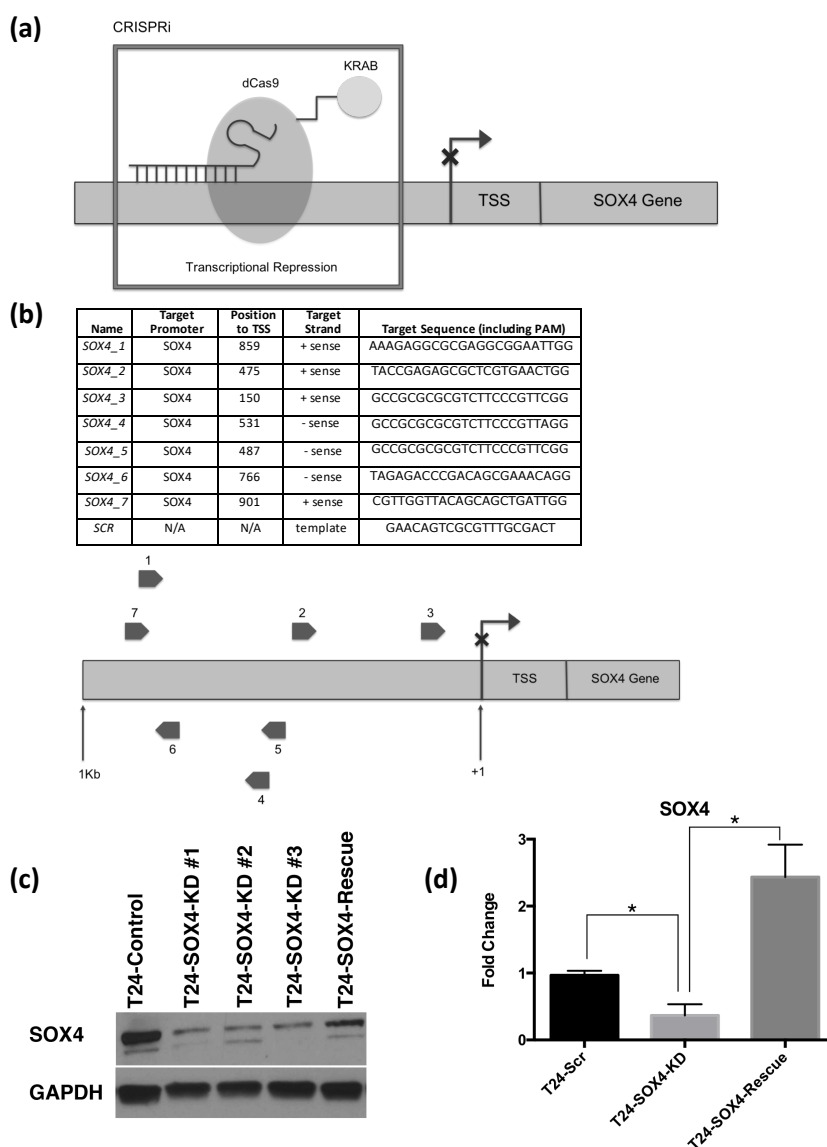 (a)
CRISPRi
KRAB
dCas9
TSS
SOX4 Gene
Transcriptional Repression
(b)
Name Target Promoter Position to TSS Target Strand Target Sequence (including PAM)
SOX4_1 SOX4 859 + sense AAAGAGGCGCGAGGCGGAATTGG
SOX4_2 SOX4 475 + sense TACCGAGAGCGCTCGTGAACTGG
SOX4_3 SOX4 150 + sense GCCGCGCGCGTCTTCCCGTTCGG
SOX4_4 SOX4 531 - sense GCCGCGCGCGTCTTCCCGTTAGG
SOX4_5 SOX4 487 - sense GCCGCGCGCGTCTTCCCGTTCGG
SOX4_6 SOX4 766 - sense TAGAGACCCGACAGCGAAACAGG
SOX4_7 SOX4 901 + sense CGTTGGTTACAGCAGCTGATTGG
SCR N/A N/A template GAACAGTCGCGTTTGCGACT
1
7 2 3
TSS SOX4 Gene
6 5
1Kb +1
4
(c)
T24-Control
T24-SOX4-KD #1
T24-SOX4-KD #2
T24-SOX4-KD #3
T24-SOX4-Rescue
SOX4
GAPDH
(d)
SOX4
*
*
Fold Change
3
2
1
0
T24-Scr
T24-SOX4-KD
T24-SOX4-Rescue